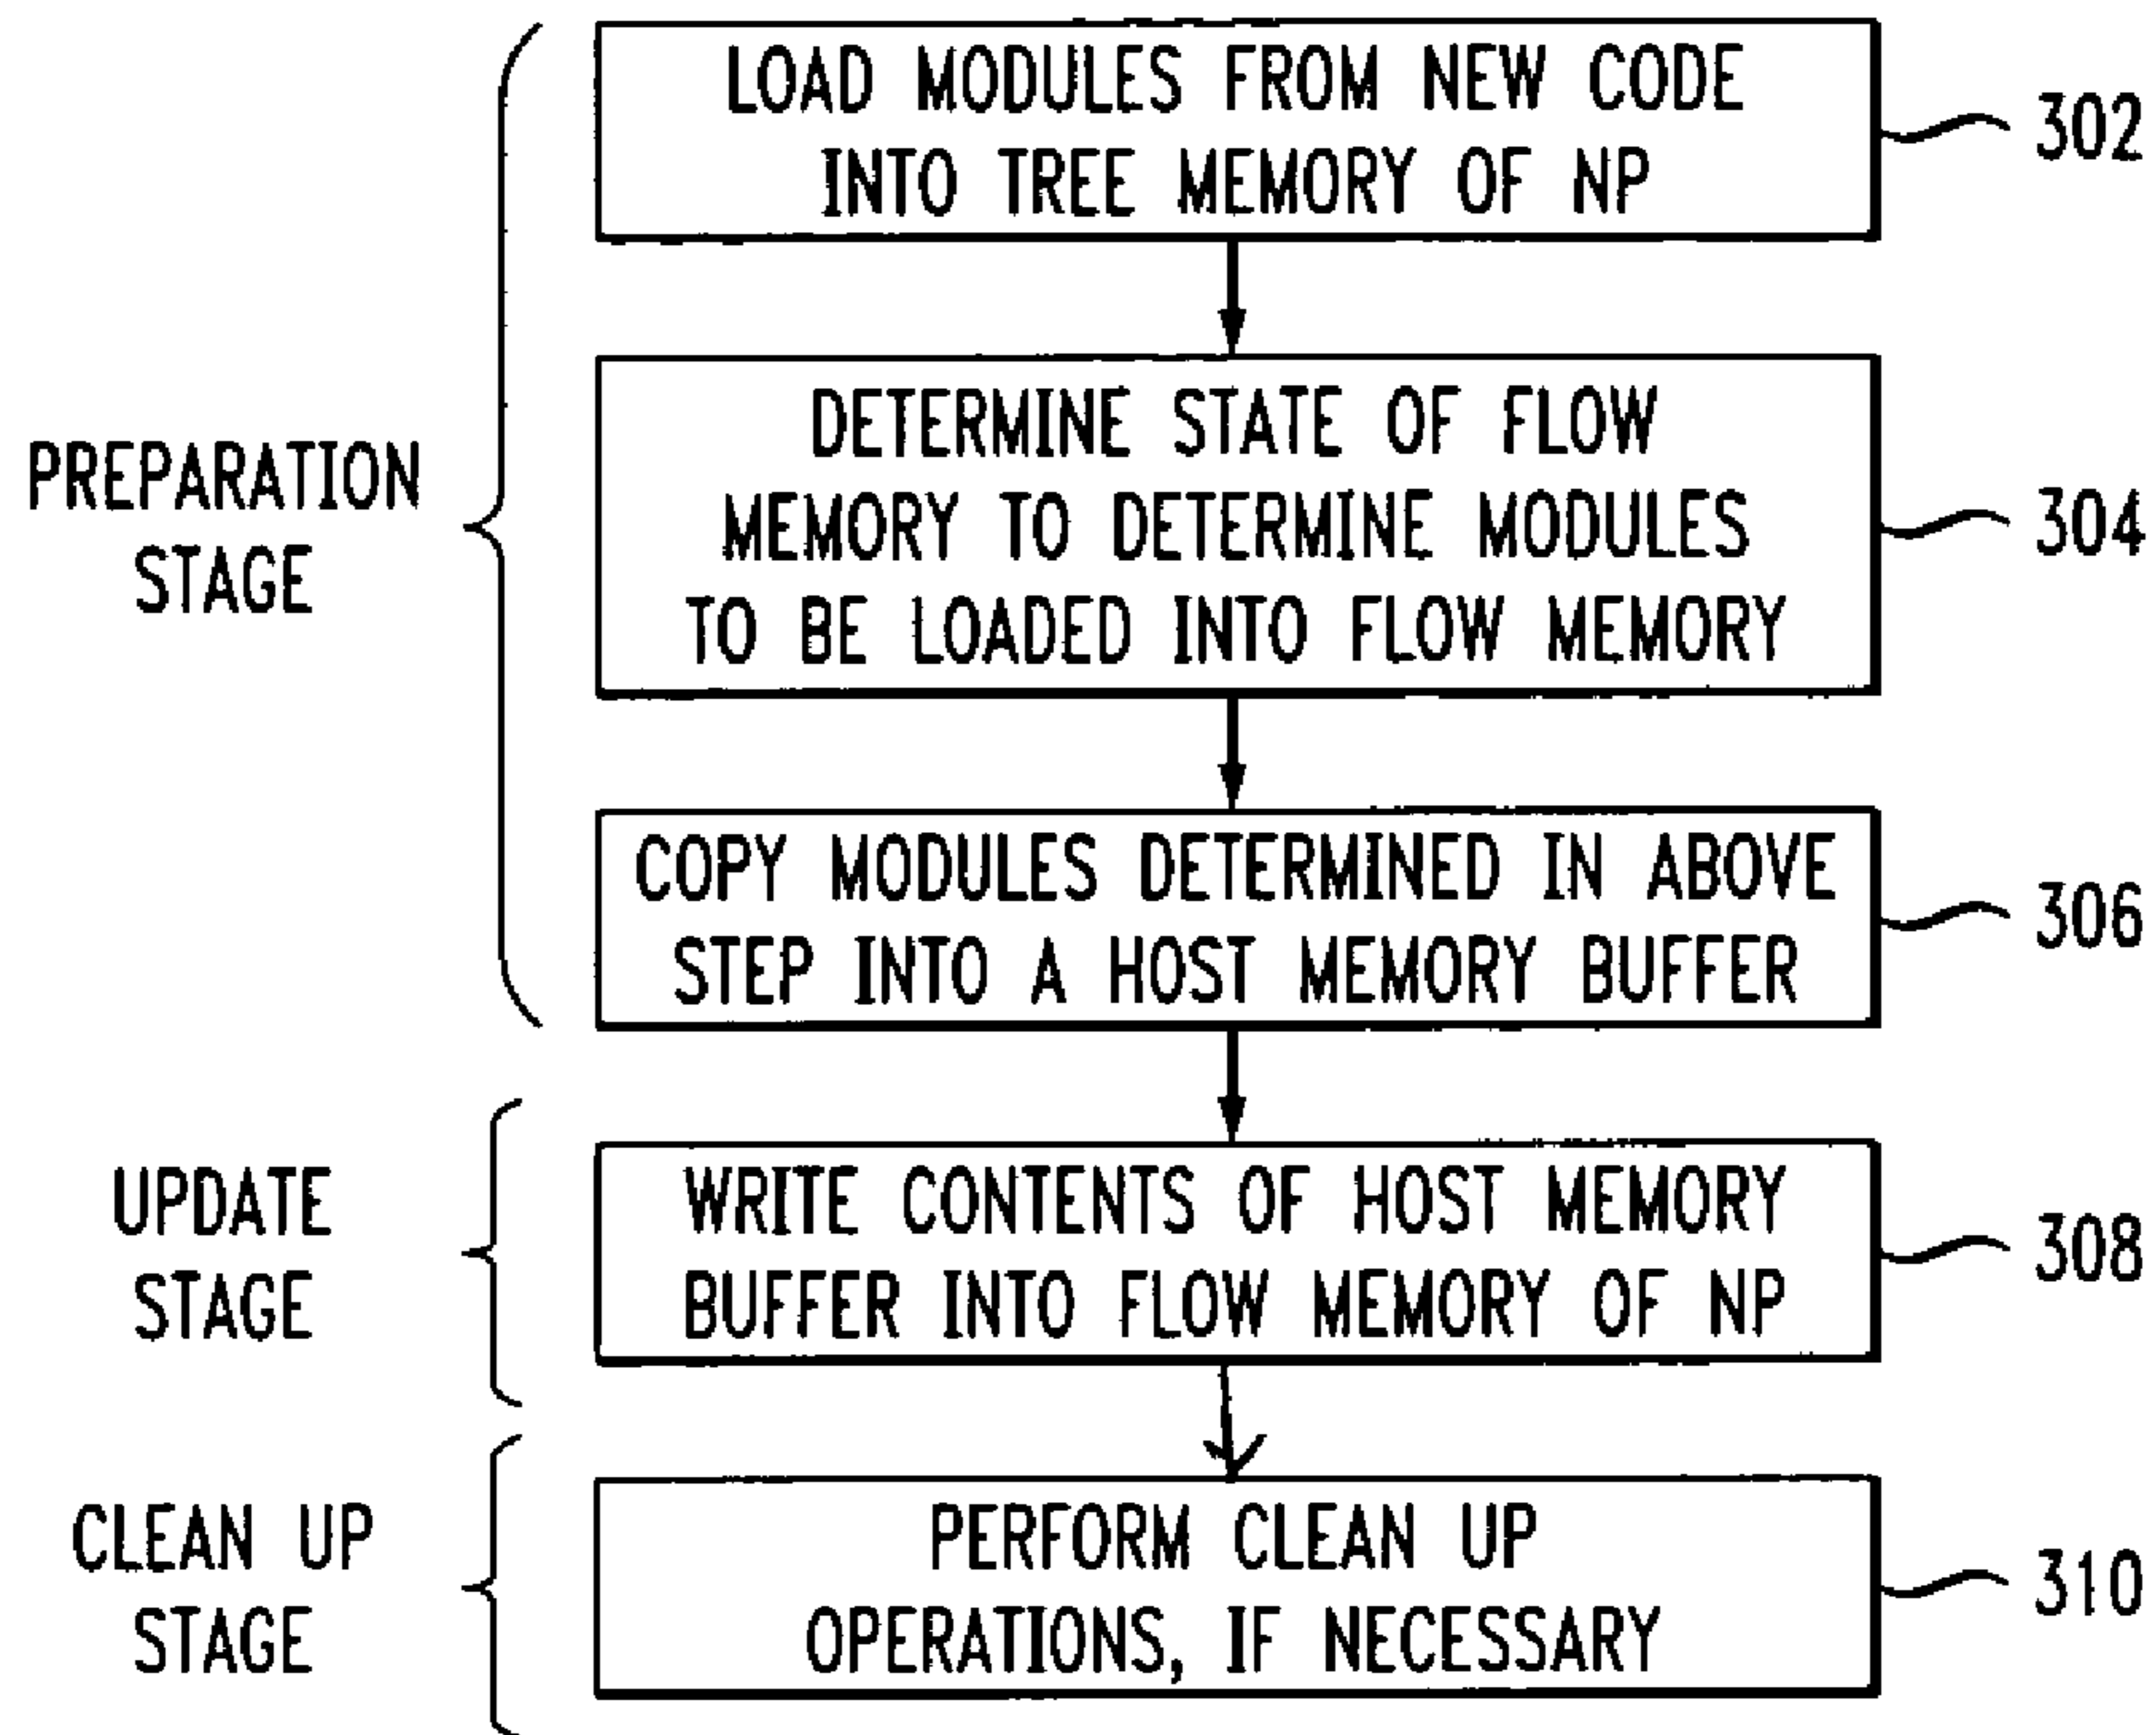 LOAD MODULES FROM NEW CODE
INTO TREE MEMORY OF NP
302
PREPARATION
STAGE
DETERMINE STATE OF FLOW
MEMORY TO DETERMINE MODULES
TO BE LOADED INTO FLOW MEMORY
304
COPY MODULES DETERMINED IN ABOVE
STEP INTO A HOST MEMORY BUFFER
306
UPDATE
STAGE
WRITE CONTENTS OF HOST MEMORY
BUFFER INTO FLOW MEMORY OF NP
308
CLEAN UP
STAGE
PERFORM CLEAN UP
OPERATIONS, IF NECESSARY
310